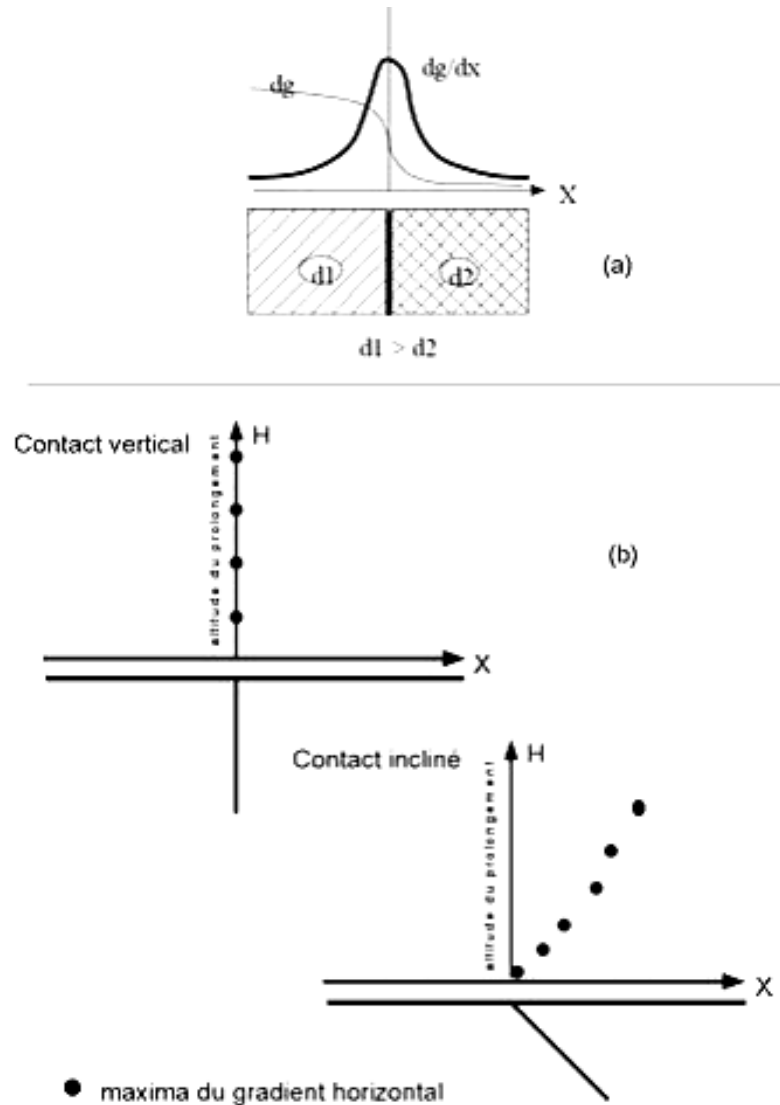 dg
dg/dx
X
d1
d2
(a)
d1 > d2
Contact vertical
H
altitude du prolongement
(b)
X
Contact incliné
H
altitude du prolongement
X
maxima du gradient horizontal